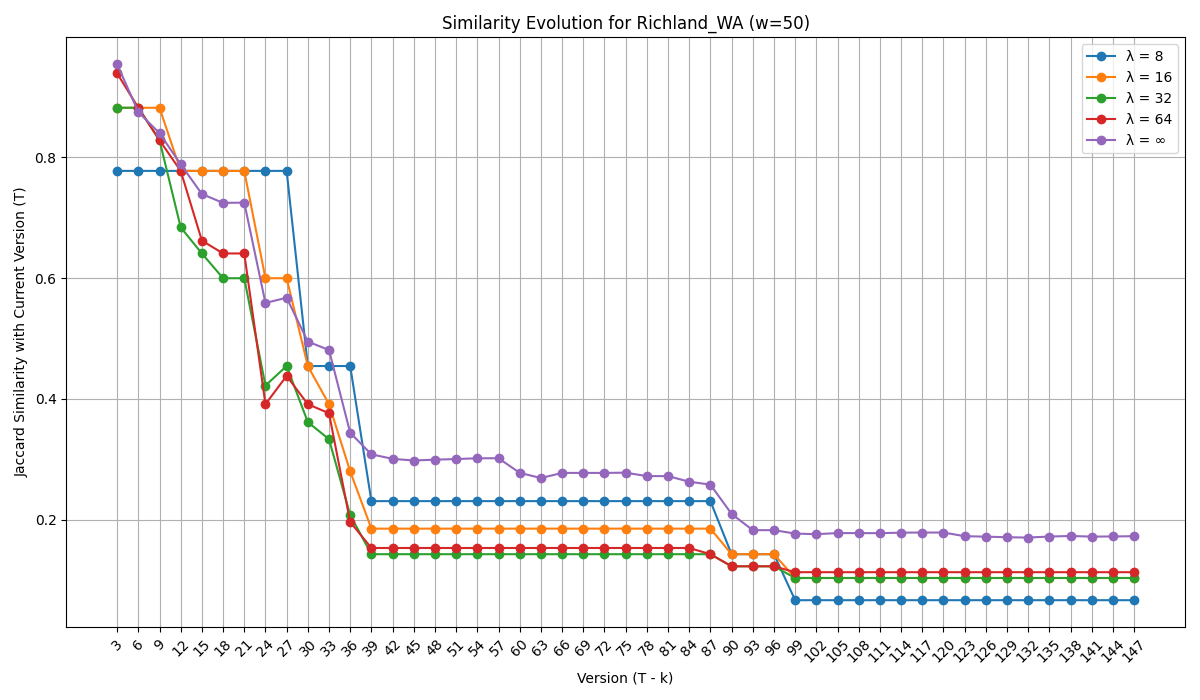 Similarity Evolution for Richland_WA (w=50)
λ = 8
λ = 16
λ = 32
λ = 64
λ = ∞
0.8
0.6
0.4
0.2
Jaccard Similarity with Current Version (T)
3 6 9 12 15 18 21 24 27 30 33 36 39 42 45 48 51 54 57 60 63 66 69 72 75 78 81 84 87 90 93 96 99 102 105 108 111 114 117 120 123 126 129 132 135 138 141 144 147
Version (T - k)